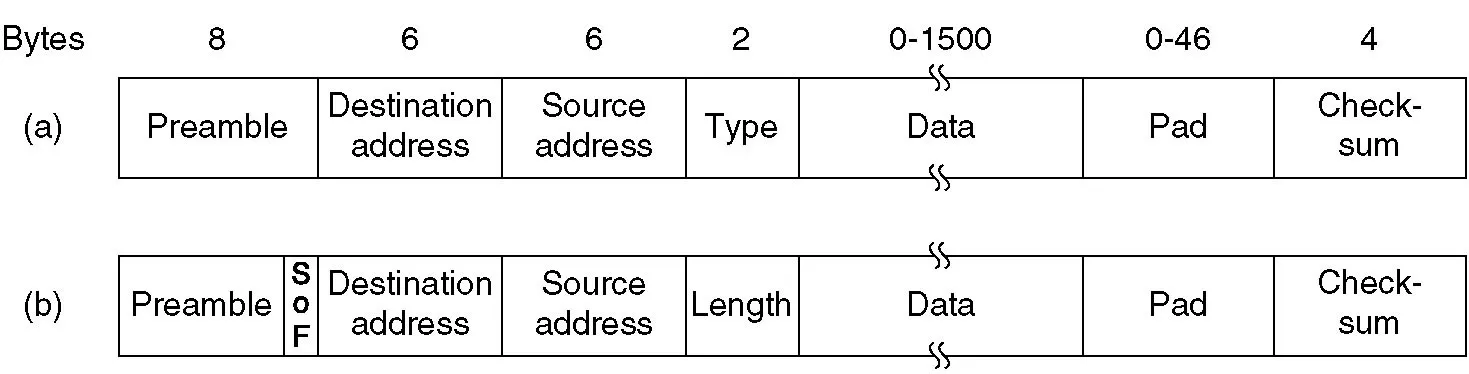 Bytes 8 6 6 2 0-1500 0-46 4
(a) Preamble Destination address Source address Type Data Pad Check-sum
(b) Preamble SoF Destination address Source address Length Data Pad Check-sum